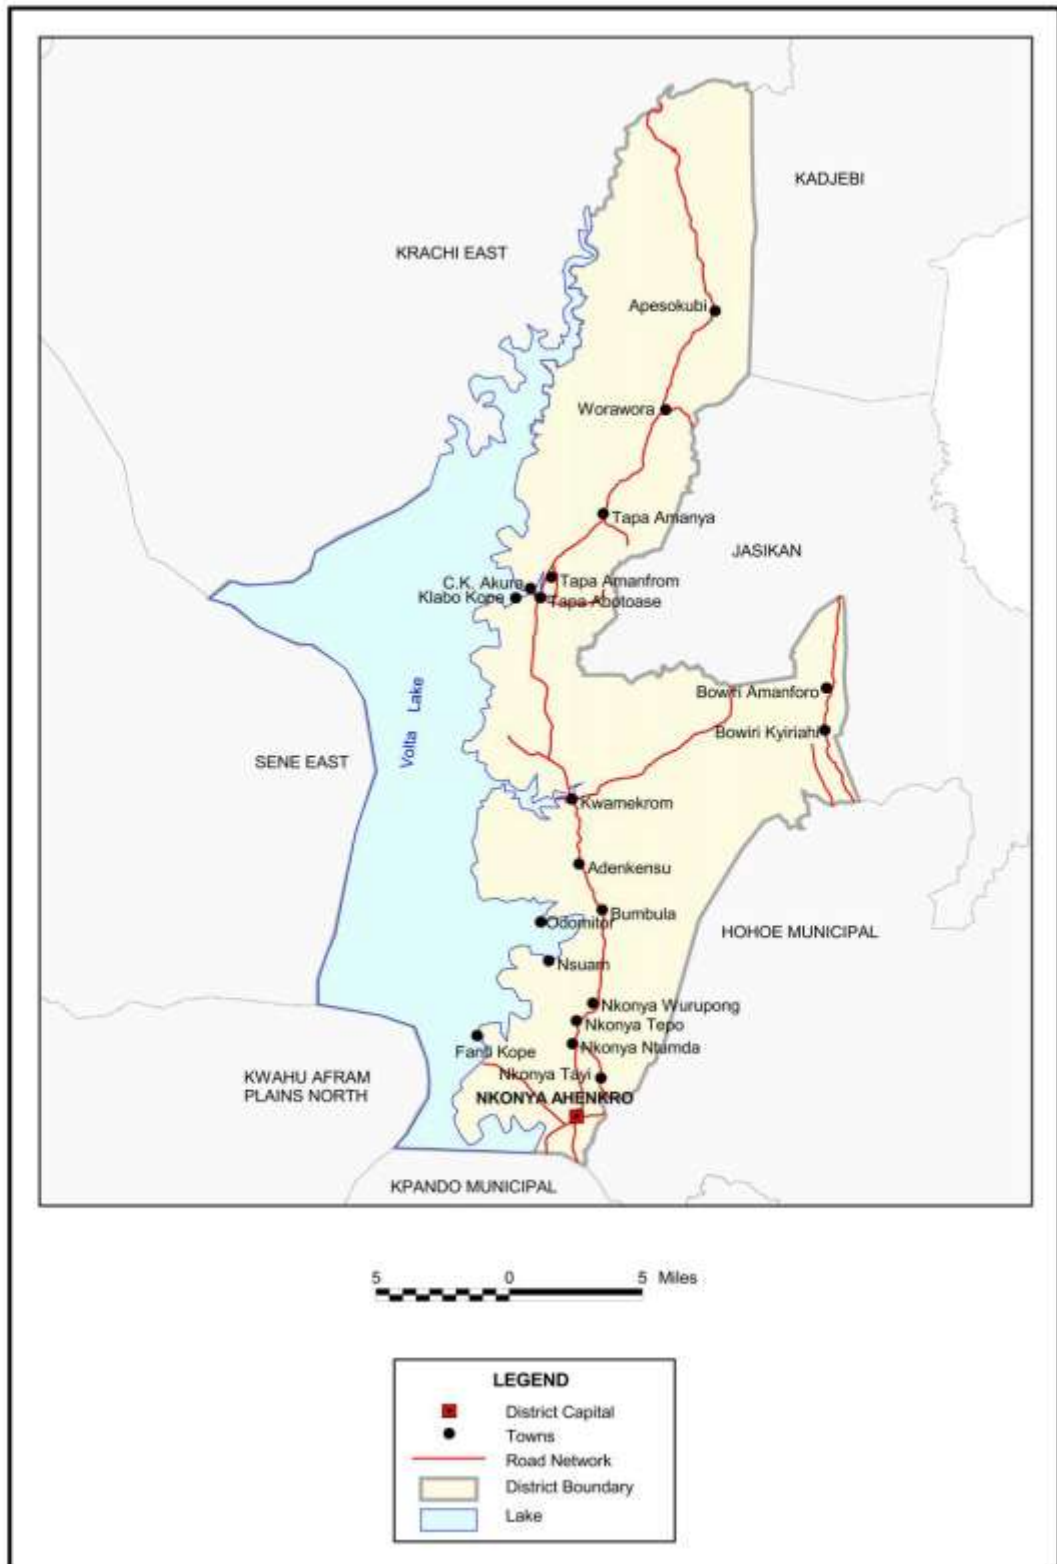 KADJEBI
KRACHI EAST
Apesokubi
Worawora
Tapa Amanya
JASIKAN
Tapa Amanfrom
C.K. Akura
Klabo Kope
Tapa Abotoase
Bowiri Amanforo
Volta Lake
Bowiri Kyiriahi
SENE EAST
Kwamekrom
Adenkensu
Bumbula
Odomitor
HOHOE MUNICIPAL
Nsuam
Nkonya Wurupong
Nkonya Tepo
Nkonya Ntumda
Fanti Kope
Nkonya Tayi
KWAHU AFRAM
PLAINS NORTH
NKONYA AHENKRO
KPANDO MUNICIPAL
5 0 5 Miles
LEGEND
District Capital
Towns
Road Network
District Boundary
Lake